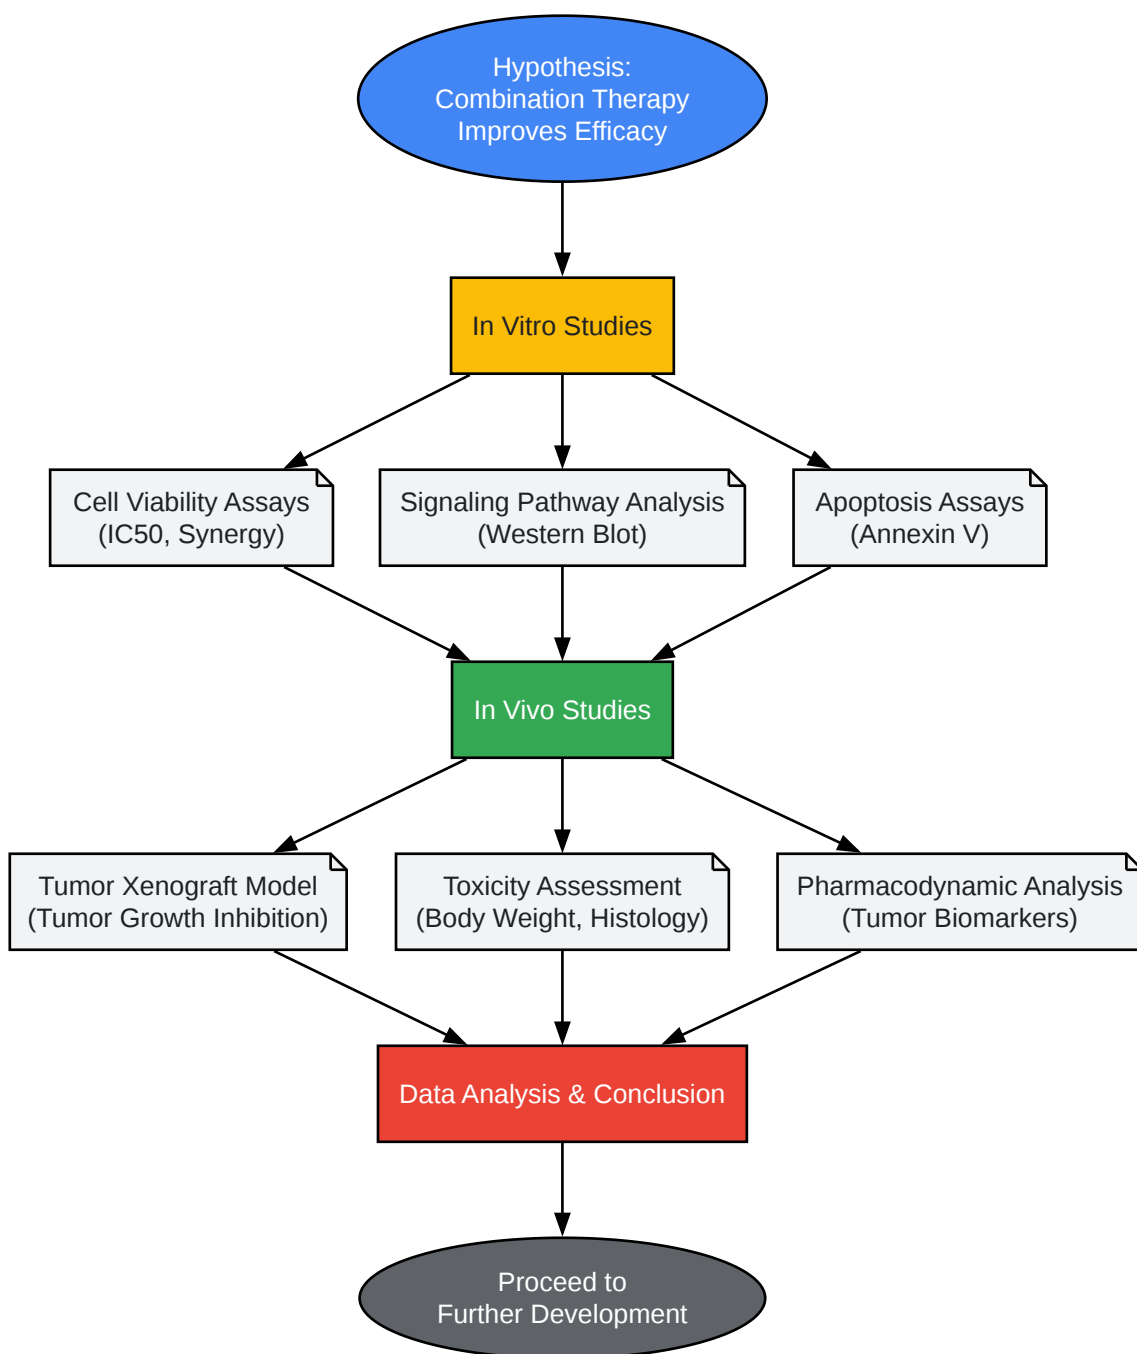 Hypothesis:
Combination Therapy
Improves Efficacy
In Vitro Studies
Cell Viability Assays
(IC50, Synergy)
Signaling Pathway Analysis
(Western Blot)
Apoptosis Assays
(Annexin V)
In Vivo Studies
Tumor Xenograft Model
(Tumor Growth Inhibition)
Toxicity Assessment
(Body Weight, Histology)
Pharmacodynamic Analysis
(Tumor Biomarkers)
Data Analysis & Conclusion
Proceed to
Further Development